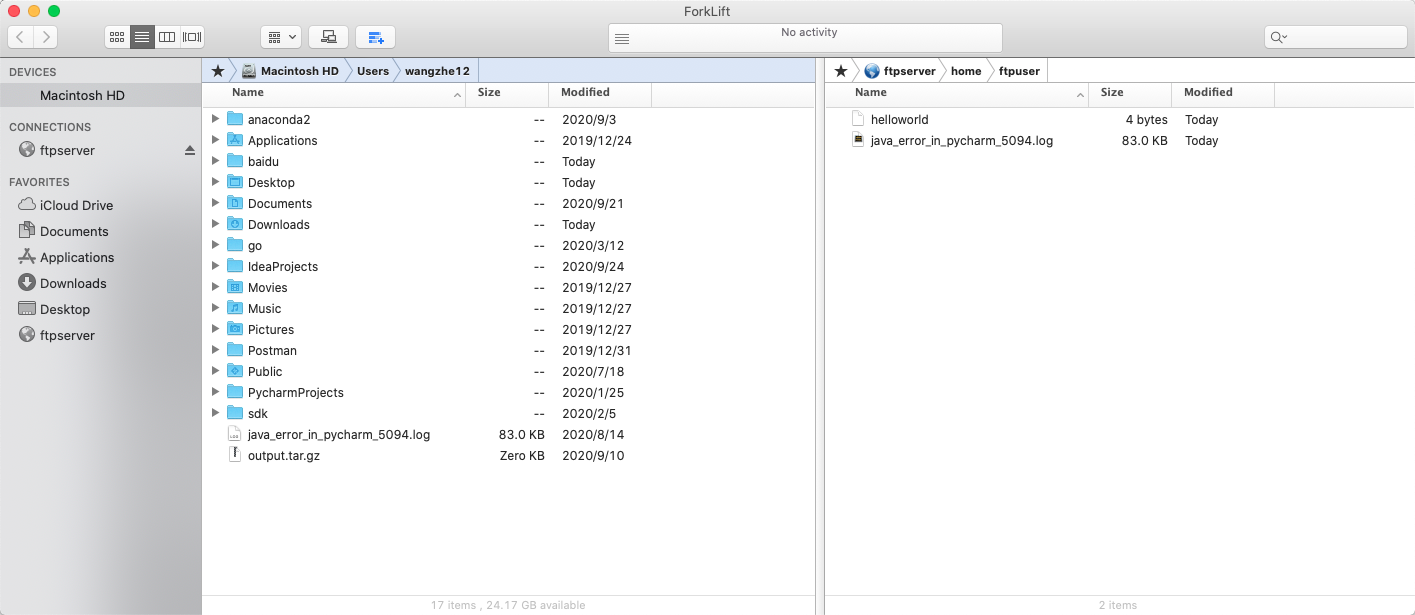 ForkLift
No activity
DEVICES
Macintosh HD
CONNECTIONS
ftpserver
FAVORITES
iCloud Drive
Documents
Applications
Downloads
Desktop
ftpserver
Macintosh HD Users wangzhe12
Name Size Modified
anaconda2 -- 2020/9/3
Applications -- 2019/12/24
baidu -- Today
Desktop -- Today
Documents -- 2020/9/21
Downloads -- Today
go -- 2020/3/12
IdeaProjects -- 2020/9/24
Movies -- 2019/12/27
Music -- 2019/12/27
Pictures -- 2019/12/27
Postman -- 2019/12/31
Public -- 2020/7/18
PycharmProjects -- 2020/1/25
sdk -- 2020/2/5
java_error_in_pycharm_5094.log 83.0 KB 2020/8/14
output.tar.gz Zero KB 2020/9/10
17 items , 24.17 GB available
ftpserver home ftpuser
Name Size Modified
helloworld 4 bytes Today
java_error_in_pycharm_5094.log 83.0 KB Today
2 items